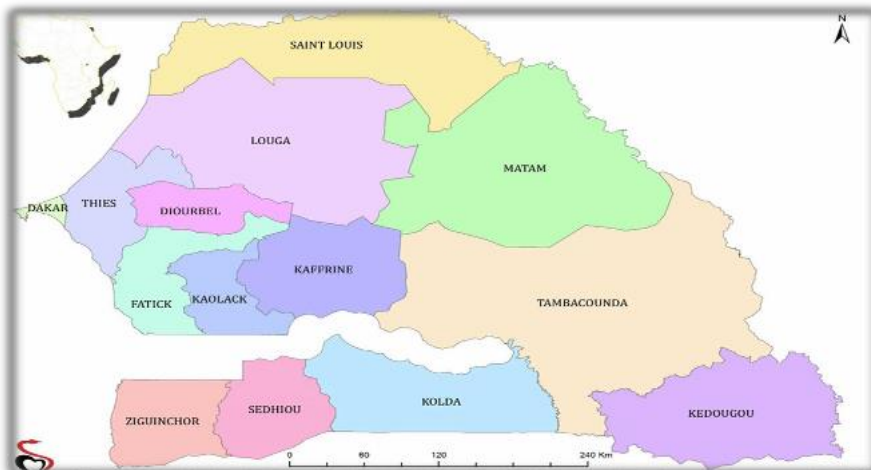 N
SAINT LOUIS
LOUGA
MATAM
DAKAR
THIES
DIOURBEL
KAFFRINE
FATICK
KAOLACK
TAMBACOUNDA
ZIGUINCHOR
SEDHIOU
KOLDA
KEDOUGOU
0 60 120 240 Km